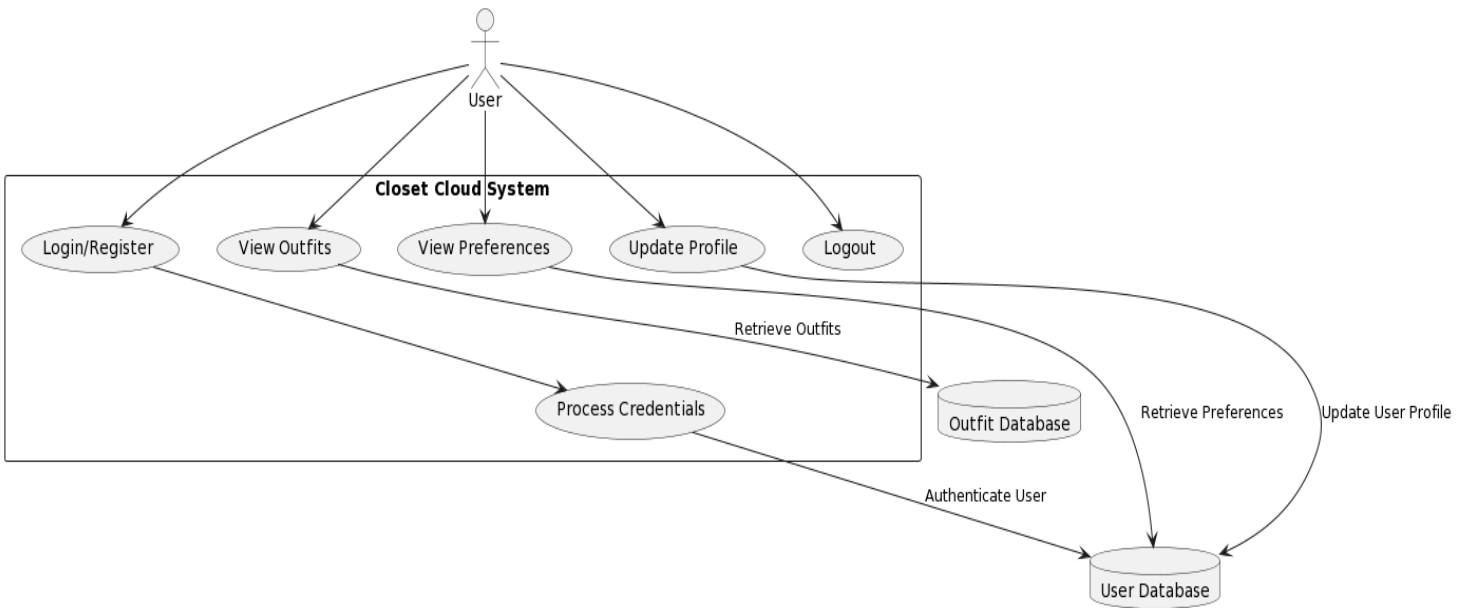 User
Closet Cloud System
Login/Register
View Outfits
View Preferences
Update Profile
Logout
Retrieve Outfits
Process Credentials
Outfit Database
Retrieve Preferences
Update User Profile
Authenticate User
User Database